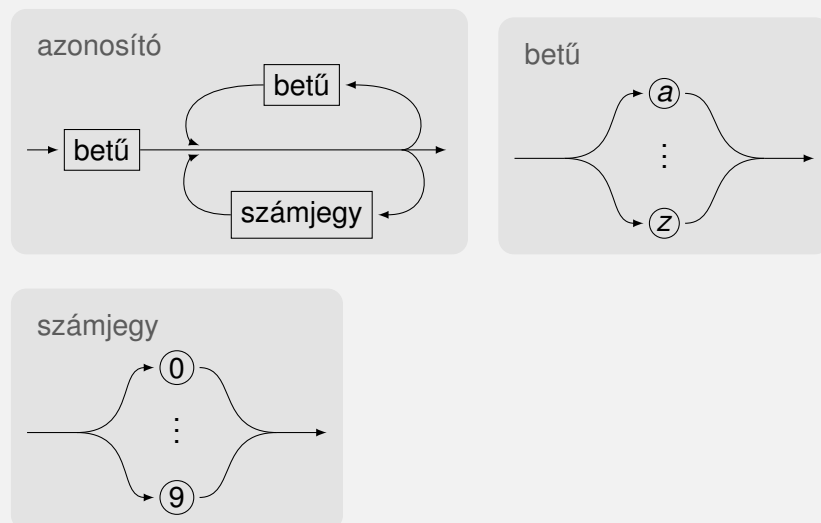 azonosító
betű
betű
számjegy
betű
a
⋮
z
számjegy
0
⋮
9